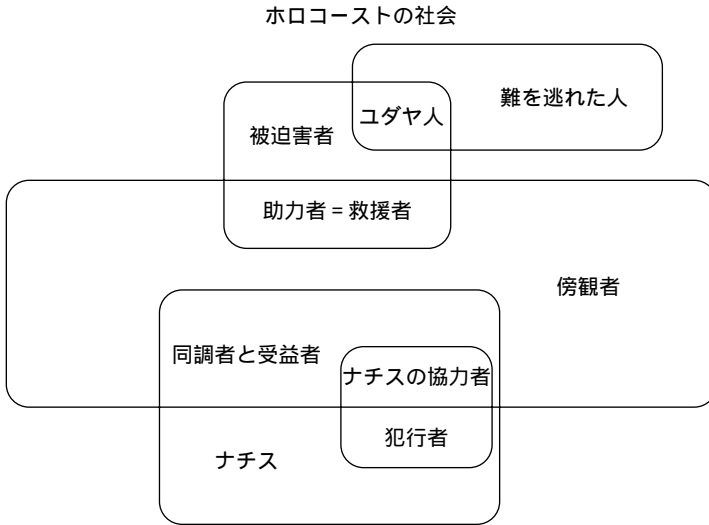 ホロコーストの社会
難を逃れた人
ユダヤ人
被迫害者
助力者 = 救援者
傍観者
同調者と受益者
ナチスの協力者
犯行者
ナチス